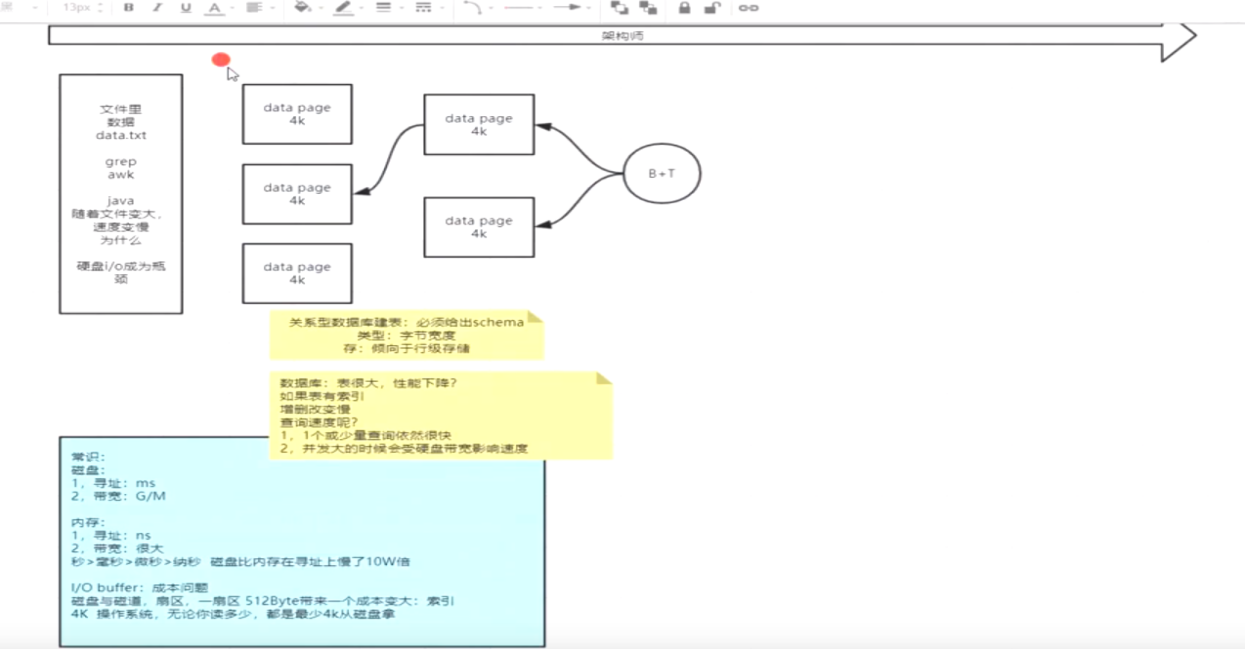 13px
B
I
U
A
架构师
文件里
数据
data.txt
grep
awk
java
随着文件变大，
速度变慢
为什么
硬盘i/o成为瓶
颈
data page
4k
data page
4k
data page
4k
data page
4k
data page
4k
B+T
关系型数据库建表：必须给出schema
类型：字节宽度
存：倾向于行级存储
数据库：表很大，性能下降？
如果表有索引
增删改变慢
查询速度呢？
1，1个或少量查询依然很快
2，并发大的时候会受硬盘带宽影响速度
常识：
磁盘：
1，寻址：ms
2，带宽：G/M
内存：
1，寻址：ns
2，带宽：很大
秒>毫秒>微秒>纳秒 磁盘比内存在寻址上慢了10W倍
I/O buffer：成本问题
磁盘与磁道，扇区，一扇区 512Byte带来一个成本变大：索引
4K 操作系统，无论你读多少，都是最少4k从磁盘拿